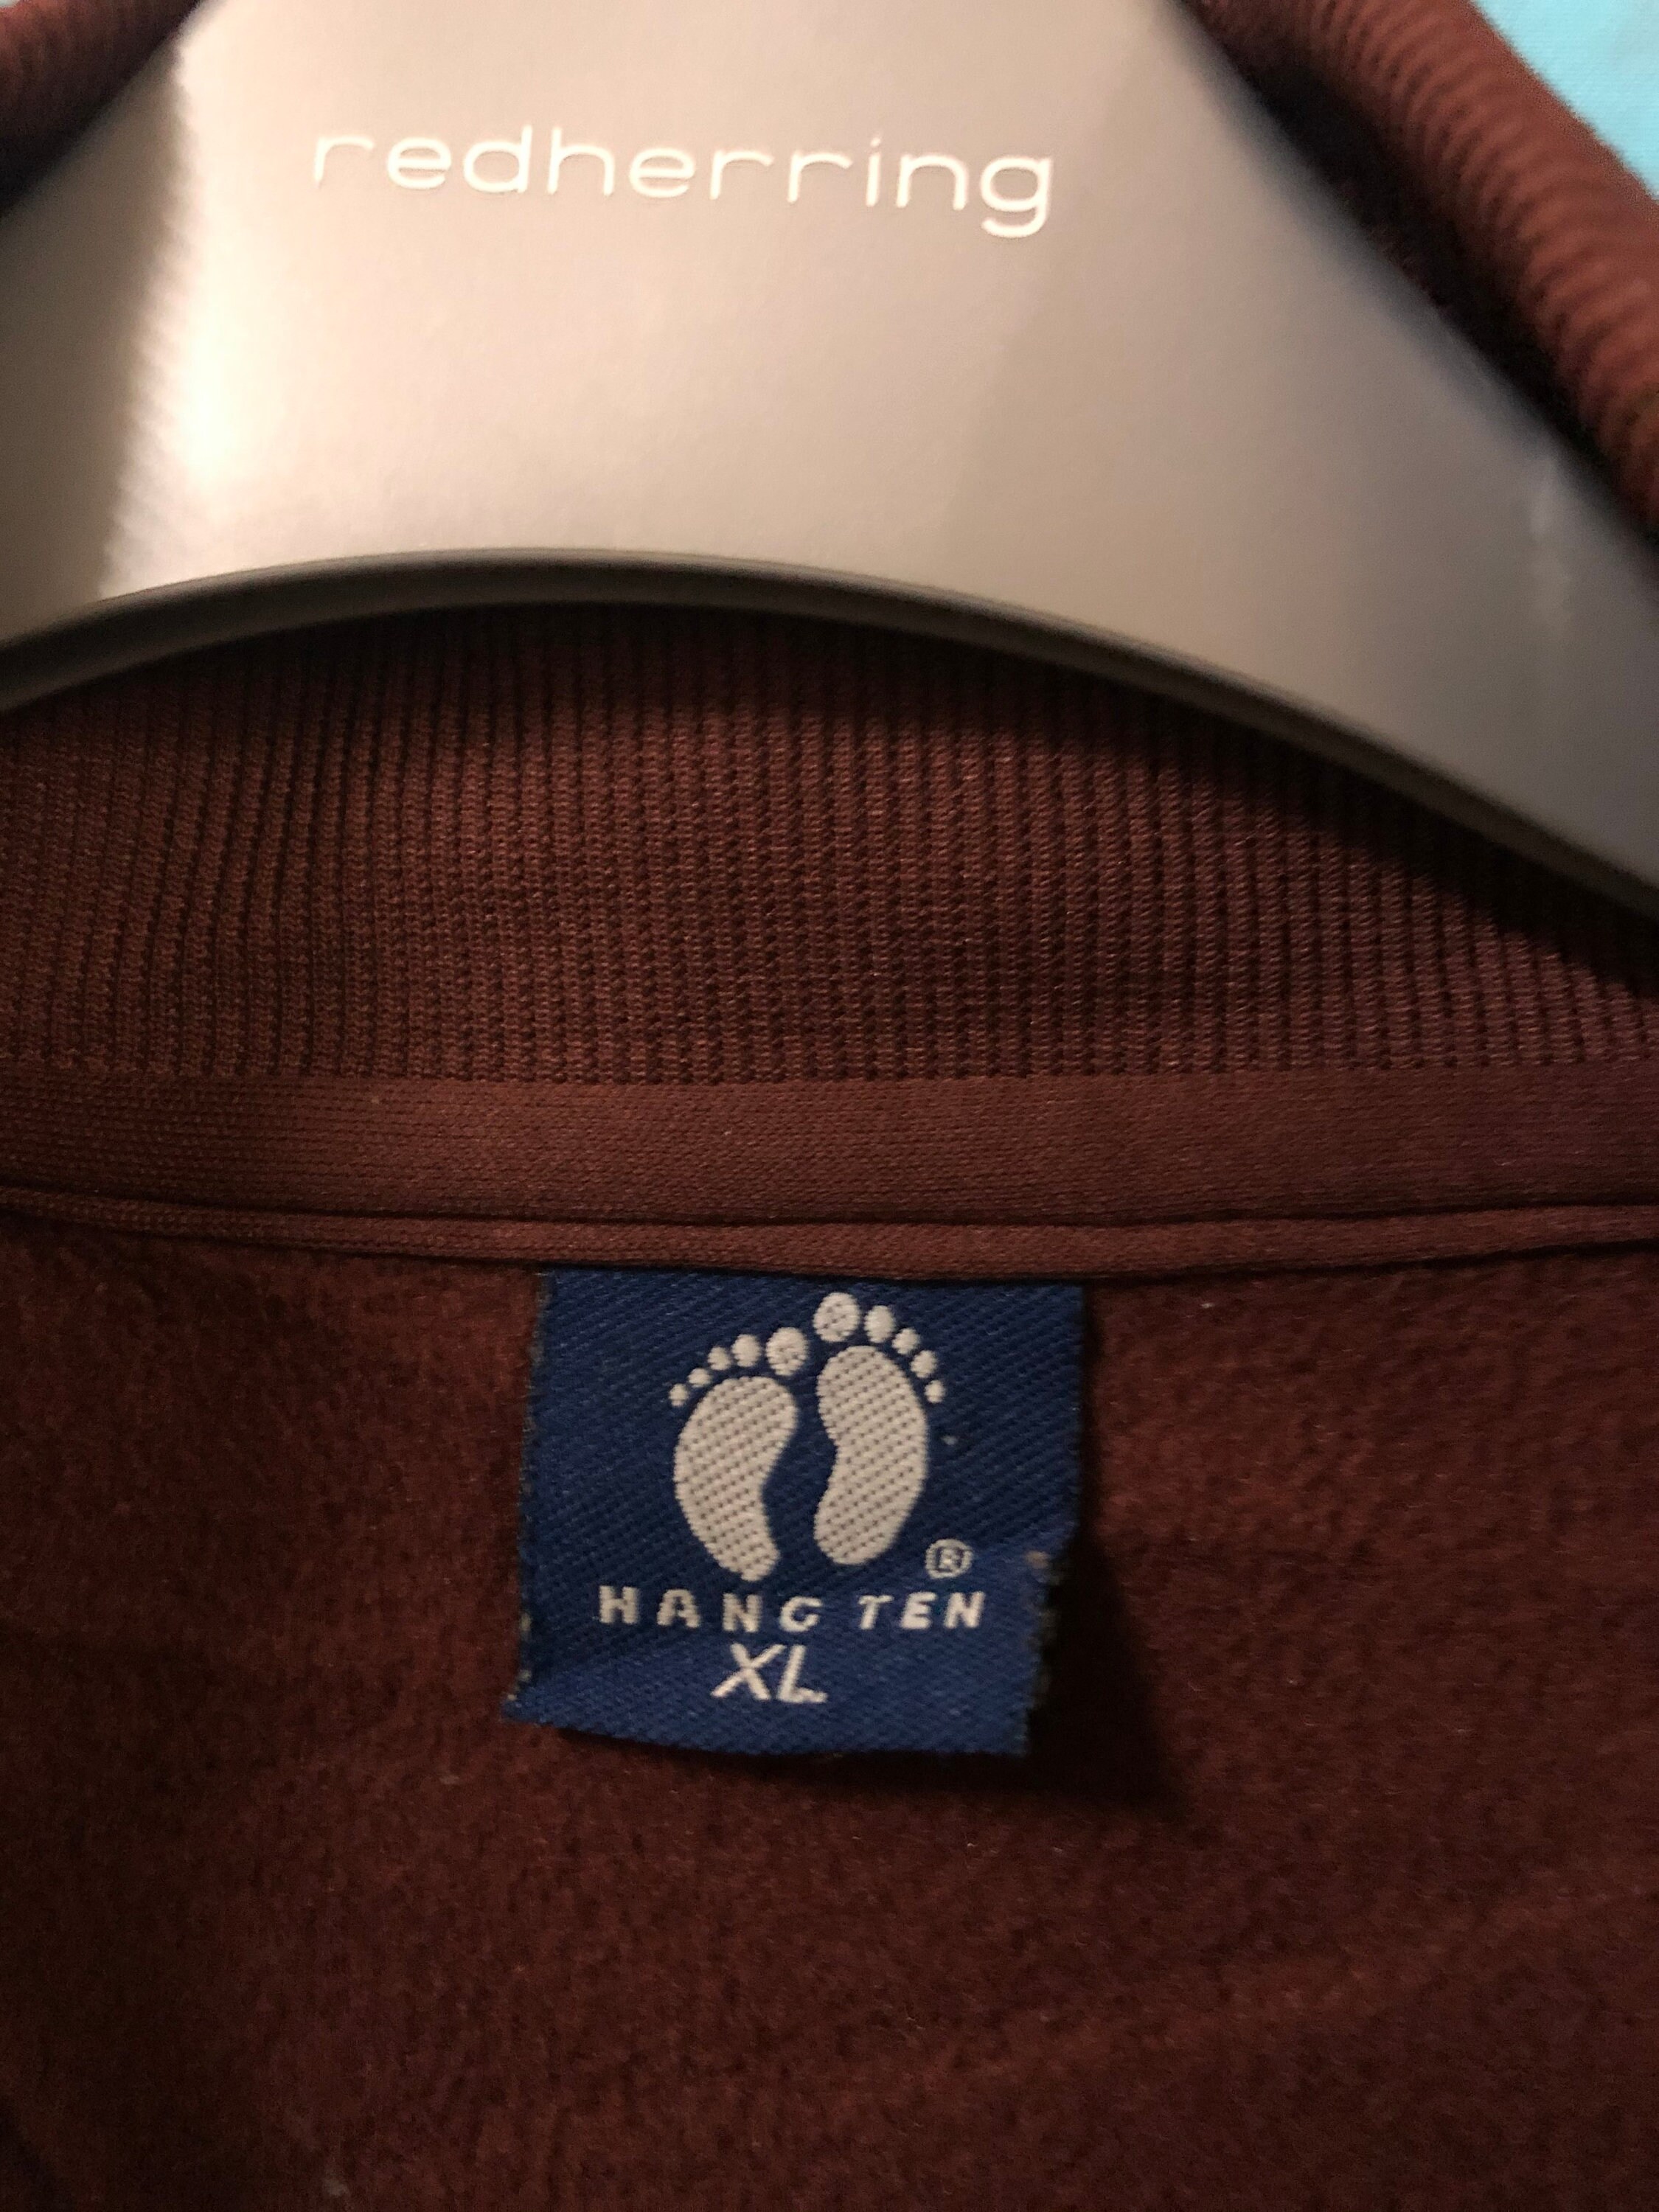 redherring
®
HANG TEN
XL